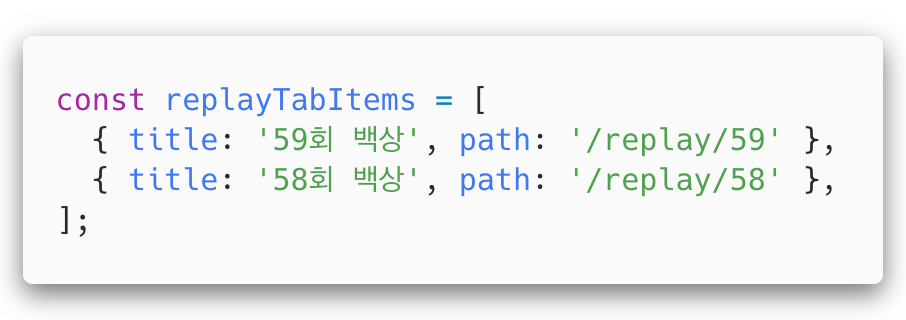 const replayTabItems = [
  { title: '59회 백상', path: '/replay/59' },
  { title: '58회 백상', path: '/replay/58' },
];